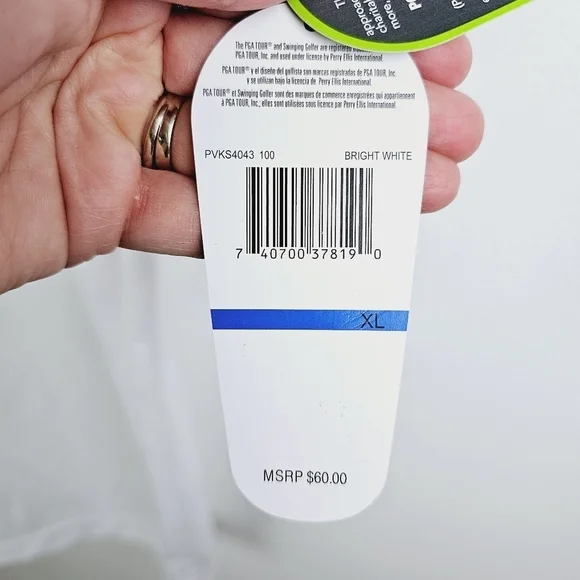 approac
more,
charital
The PGA TOUR® and Swinging Golfer are registered
PGA TOUR, Inc. and used under license by Perry Ellis International.
PGA TOUR® y el diseño del golfista son marcas registradas de PGA TOUR, Inc.
y se utilizan bajo la licencia de Perry Ellis International.
PGA TOUR® et Swinging Golfer sont des marques de commerce enregistrées qui appartiennent
à PGA TOUR, Inc., elles sont utilisées sous licence par Perry Ellis International.
PVKS4043 100 BRIGHT WHITE
7 40700 37819 0
XL
MSRP $60.00